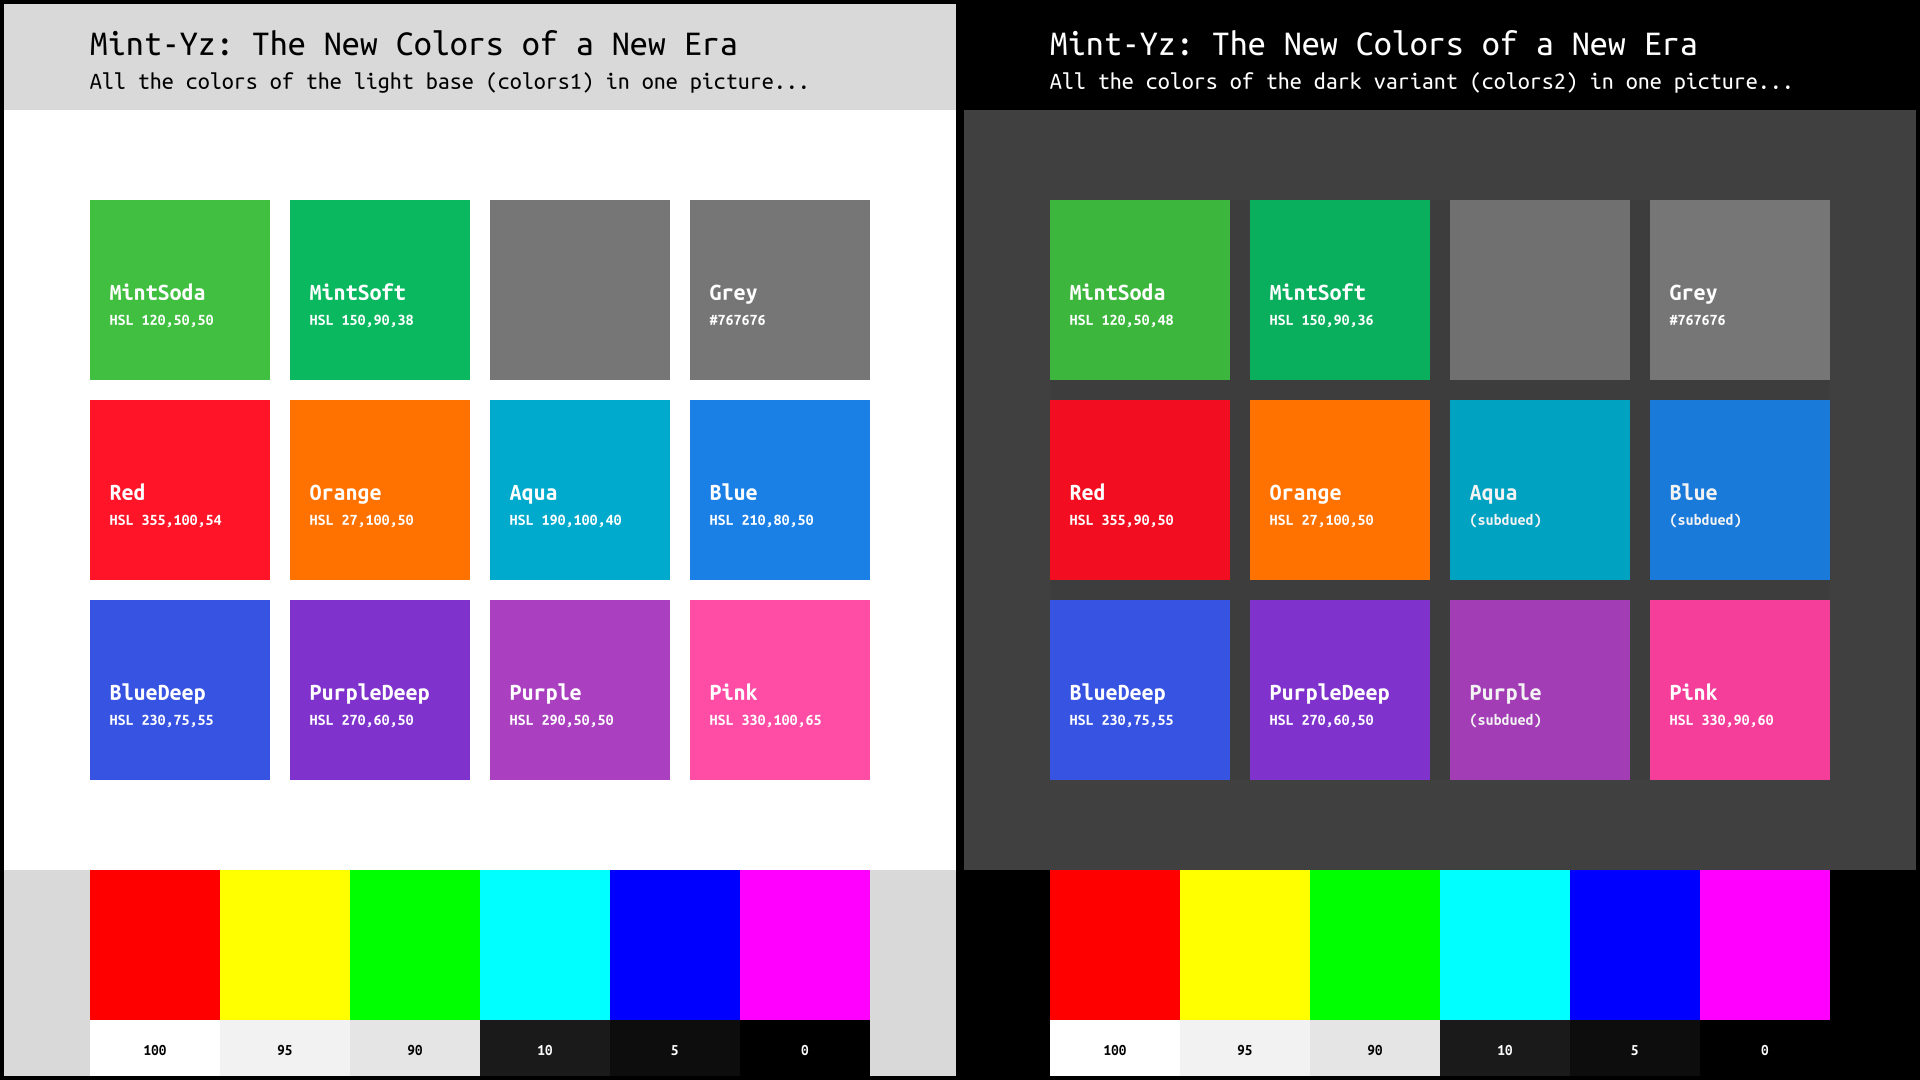 Mint-Yz: The New Colors of a New Era
All the colors of the light base (colors1) in one picture...
MintSoda
HSL 120,50,50
MintSoft
HSL 150,90,38
Grey
#767676
Red
HSL 355,100,54
Orange
HSL 27,100,50
Aqua
HSL 190,100,40
Blue
HSL 210,80,50
BlueDeep
HSL 230,75,55
PurpleDeep
HSL 270,60,50
Purple
HSL 290,50,50
Pink
HSL 330,100,65
100 95 90 10 5 0
Mint-Yz: The New Colors of a New Era
All the colors of the dark variant (colors2) in one picture...
MintSoda
HSL 120,50,48
MintSoft
HSL 150,90,36
Grey
#767676
Red
HSL 355,90,50
Orange
HSL 27,100,50
Aqua
(subdued)
Blue
(subdued)
BlueDeep
HSL 230,75,55
PurpleDeep
HSL 270,60,50
Purple
(subdued)
Pink
HSL 330,90,60
100 95 90 10 5 0